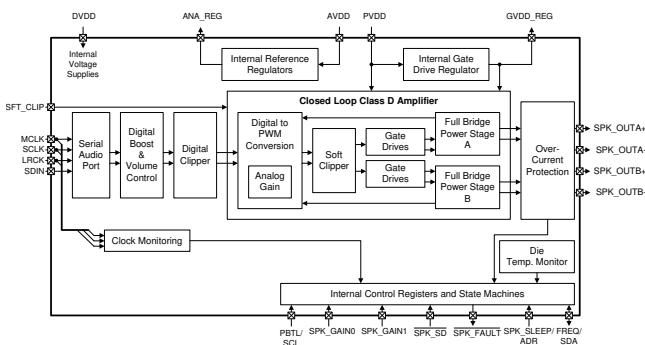 DVDD
ANA_REG
AVDD
PVDD
GVDD_REG
Internal
Voltage
Supplies
Internal Reference
Regulators
Internal Gate
Drive Regulator
SFT_CLIP
MCLK
SCLK
LRCK
SDIN
Serial
Audio
Port
Digital
Boost
&
Volume
Control
Digital
Clipper
Closed Loop Class D Amplifier
Digital to
PWM
Conversion
Analog
Gain
Soft
Clipper
Gate
Drives
Gate
Drives
Full Bridge
Power Stage
A
Full Bridge
Power Stage
B
Over-
Current
Protection
SPK_OUTA+
SPK_OUTA-
SPK_OUTB+
SPK_OUTB-
Clock Monitoring
Die
Temp. Monitor
Internal Control Registers and State Machines
PBTL/
SCL
SPK_GAIN0
SPK_GAIN1
SPK_SD
SPK_FAULT
SPK_SLEEP/
ADR
FREQ/
SDA